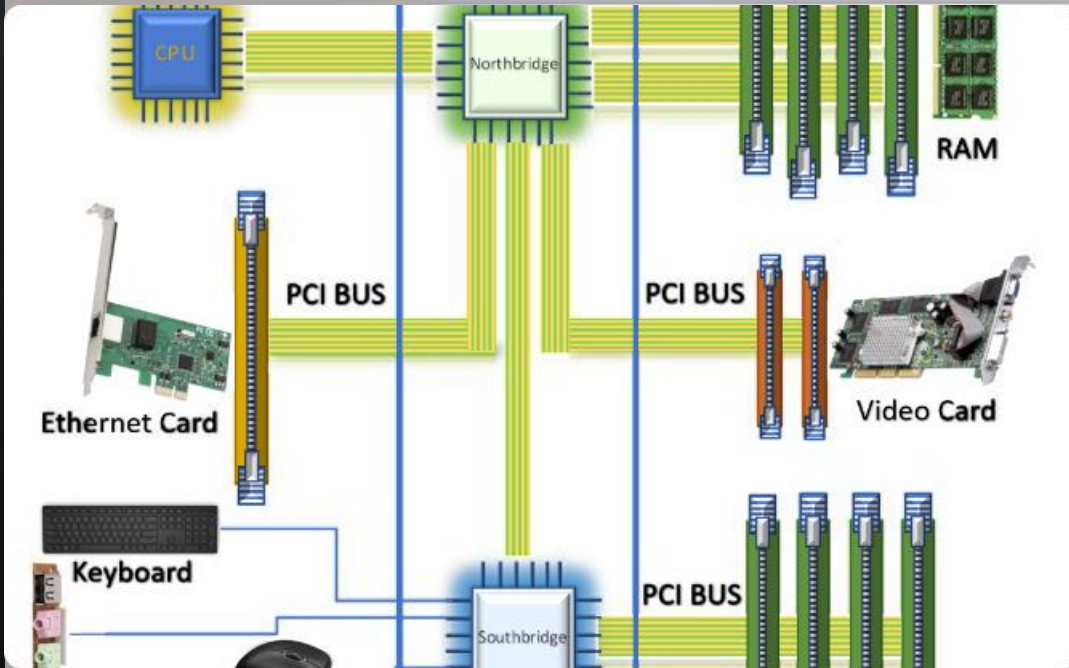 CPU
Northbridge
RAM
PCI BUS
PCI BUS
Ethernet Card
Video Card
Keyboard
PCI BUS
Southbridge